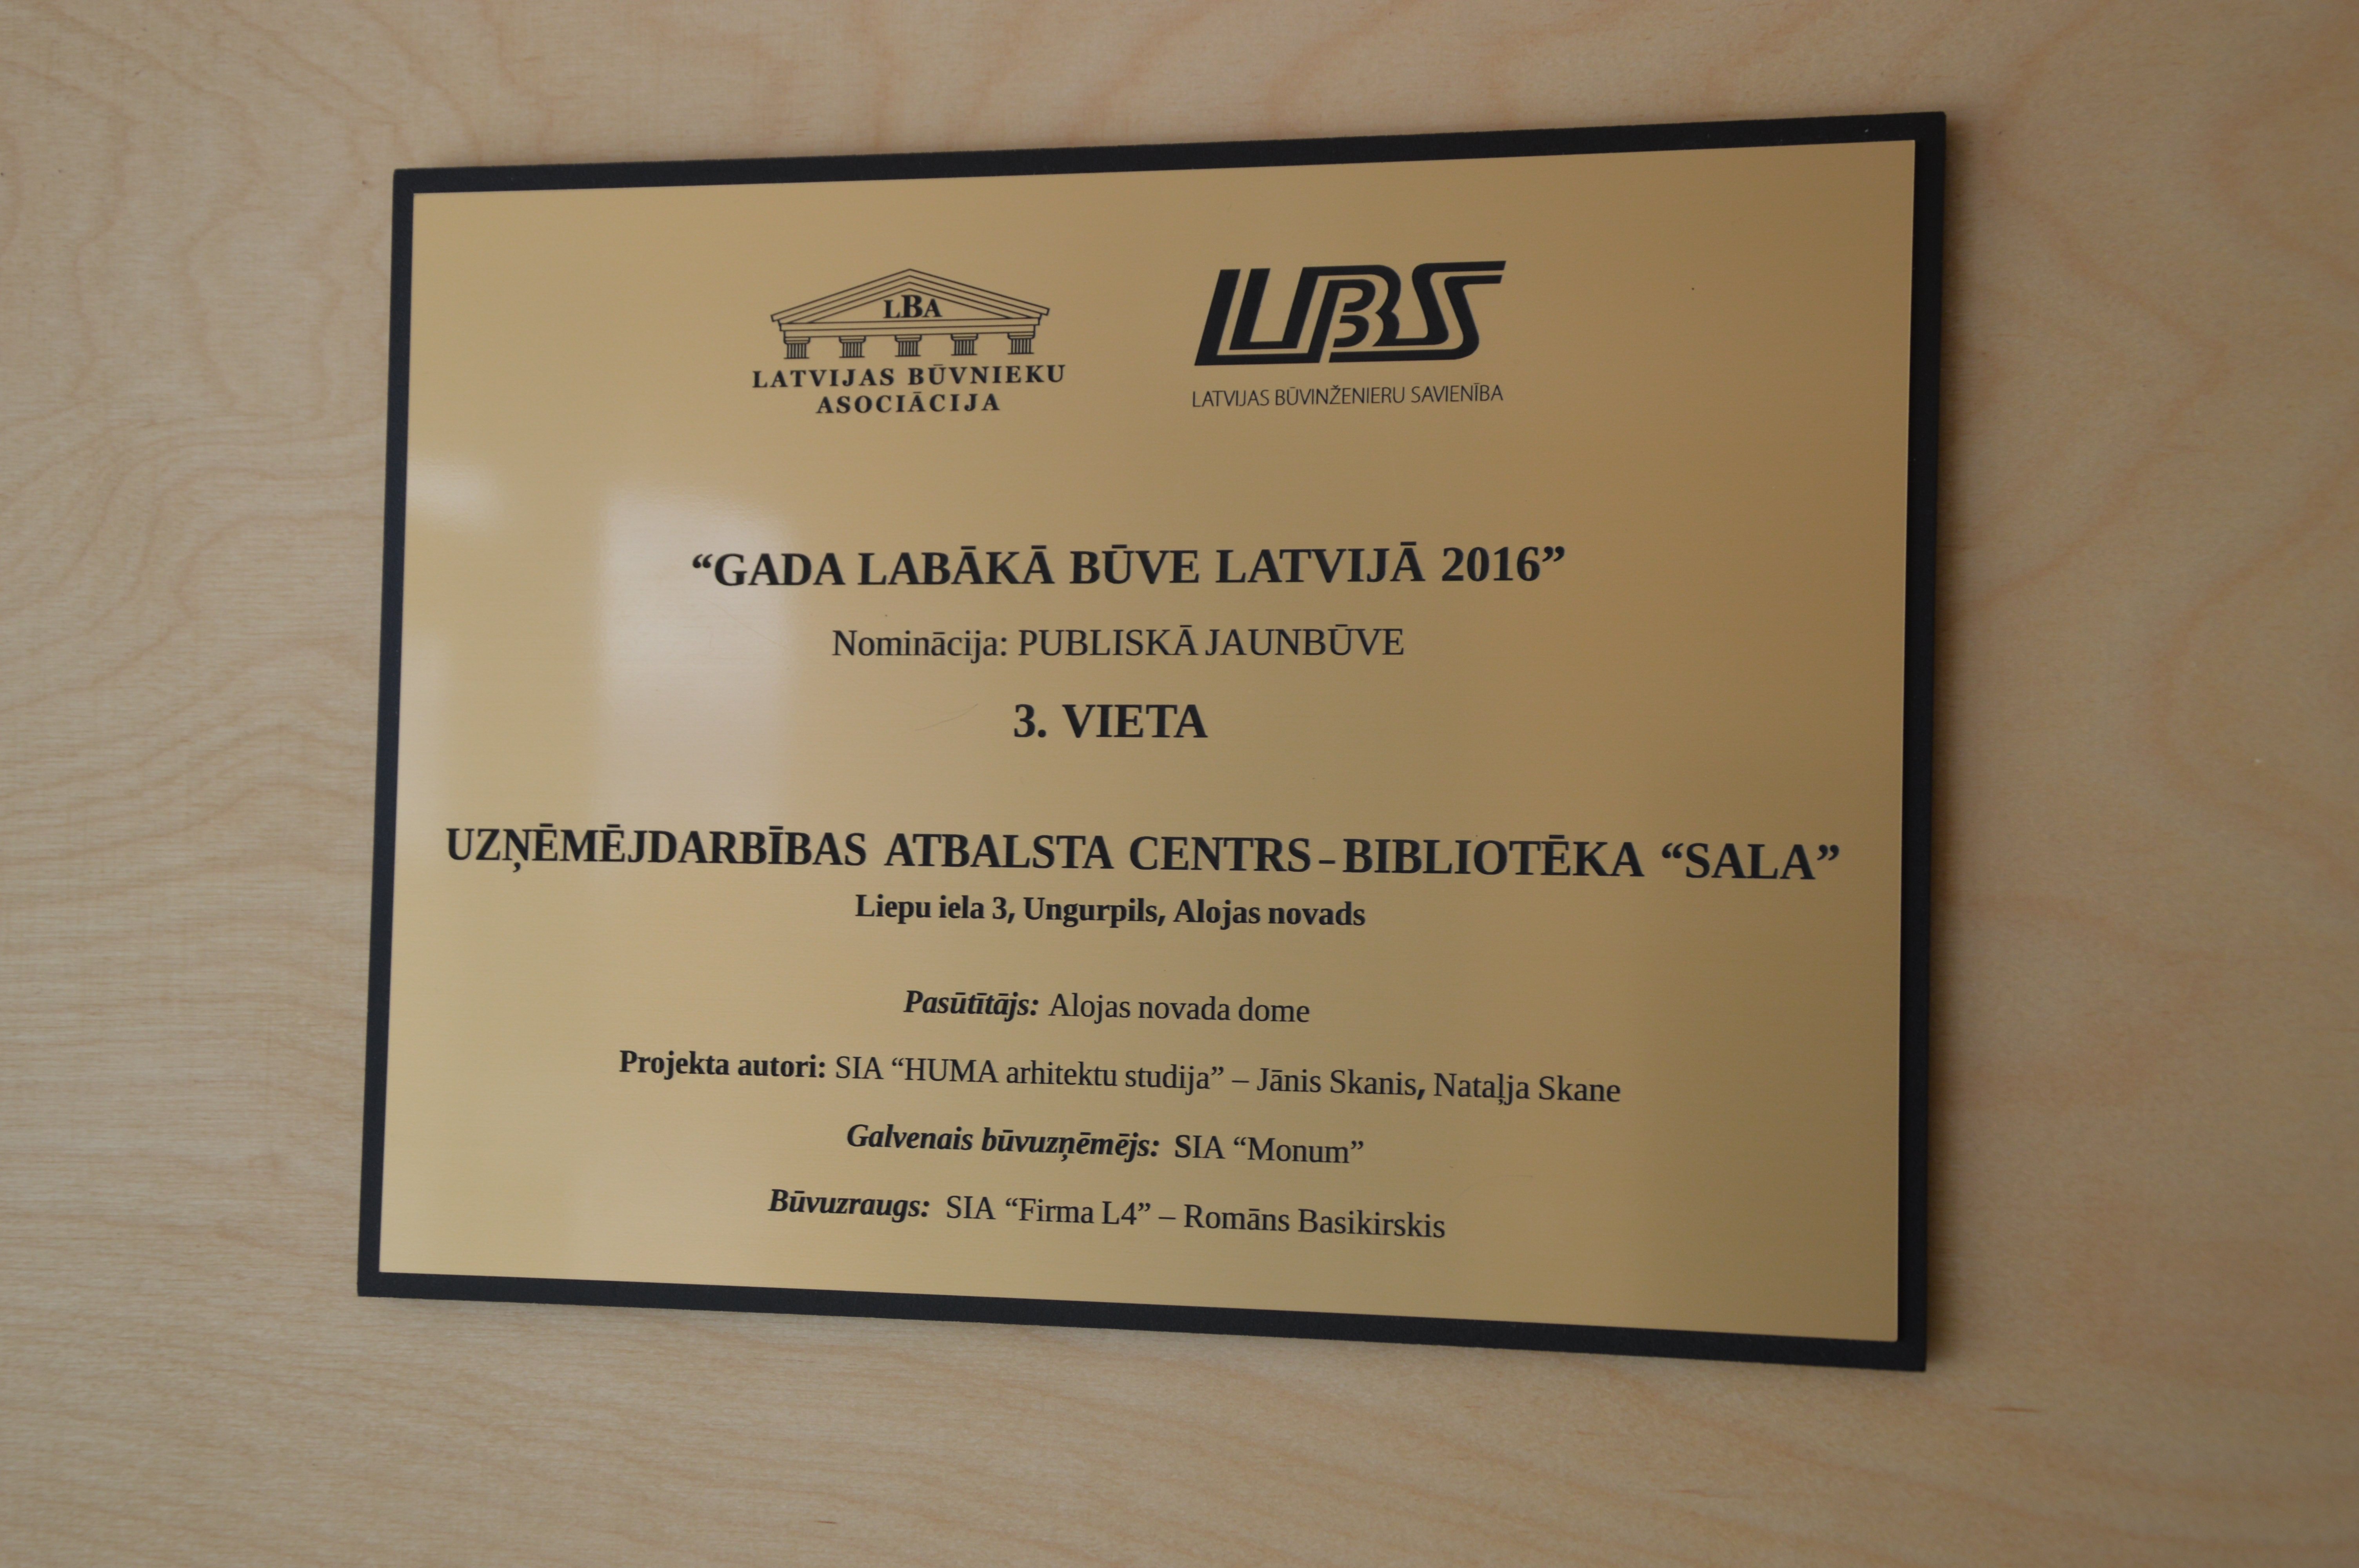 LBA
LATVIJAS BŪVNIEKU
ASOCIĀCIJA
LBS
LATVIJAS BŪVINŽENIERU SAVIENĪBA
“GADA LABĀKĀ BŪVE LATVIJĀ 2016”
Nominācija: PUBLISKĀ JAUNBŪVE
3. VIETA
UZŅĒMĒJDARBĪBAS ATBALSTA CENTRS – BIBLIOTĒKA “SALA”
Liepu iela 3, Ungurpils, Alojas novads
Pasūtītājs: Alojas novada dome
Projekta autori: SIA “HUMA arhitektu studija” – Jānis Skanis, Nataļja Skane
Galvenais būvuzņēmējs: SIA “Monum”
Būvuzraugs: SIA “Firma L4” – Romāns Basikirskis